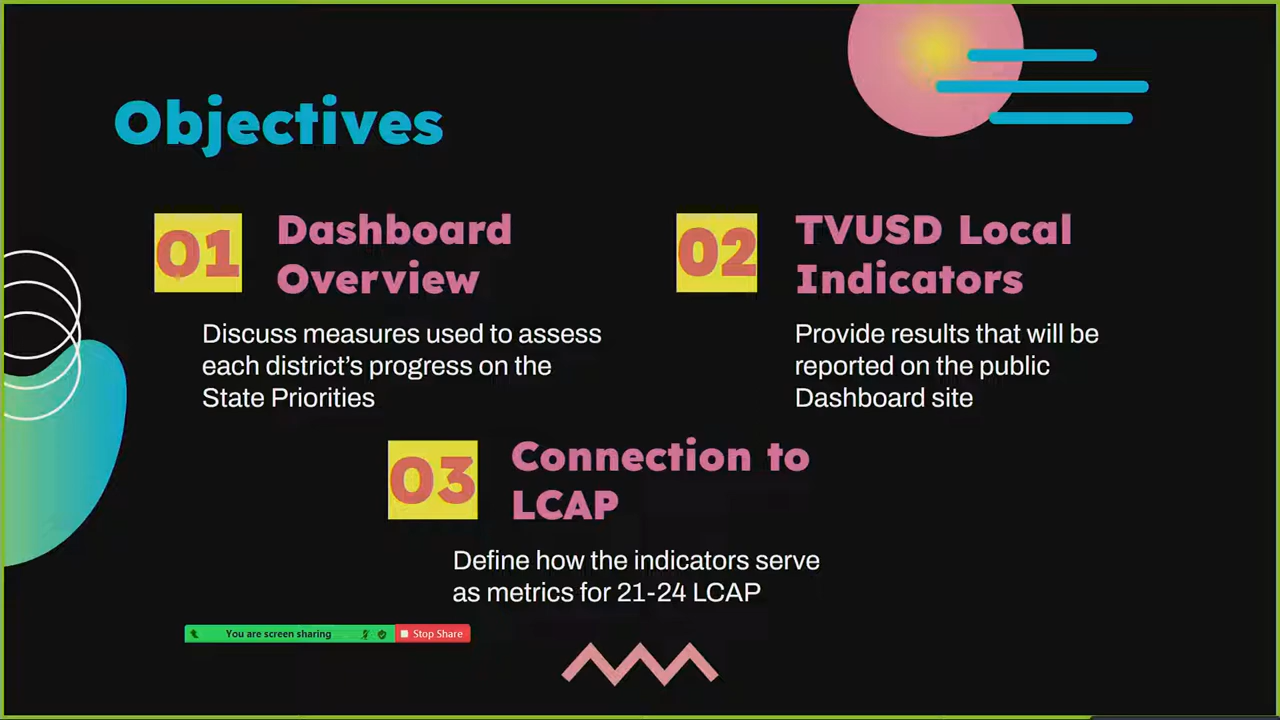 Objectives
01
Dashboard
Overview
Discuss measures used to assess
each district’s progress on the
State Priorities
02
TVUSD Local
Indicators
Provide results that will be
reported on the public
Dashboard site
03
Connection to
LCAP
Define how the indicators serve
as metrics for 21-24 LCAP
You are screen sharing
Stop Share